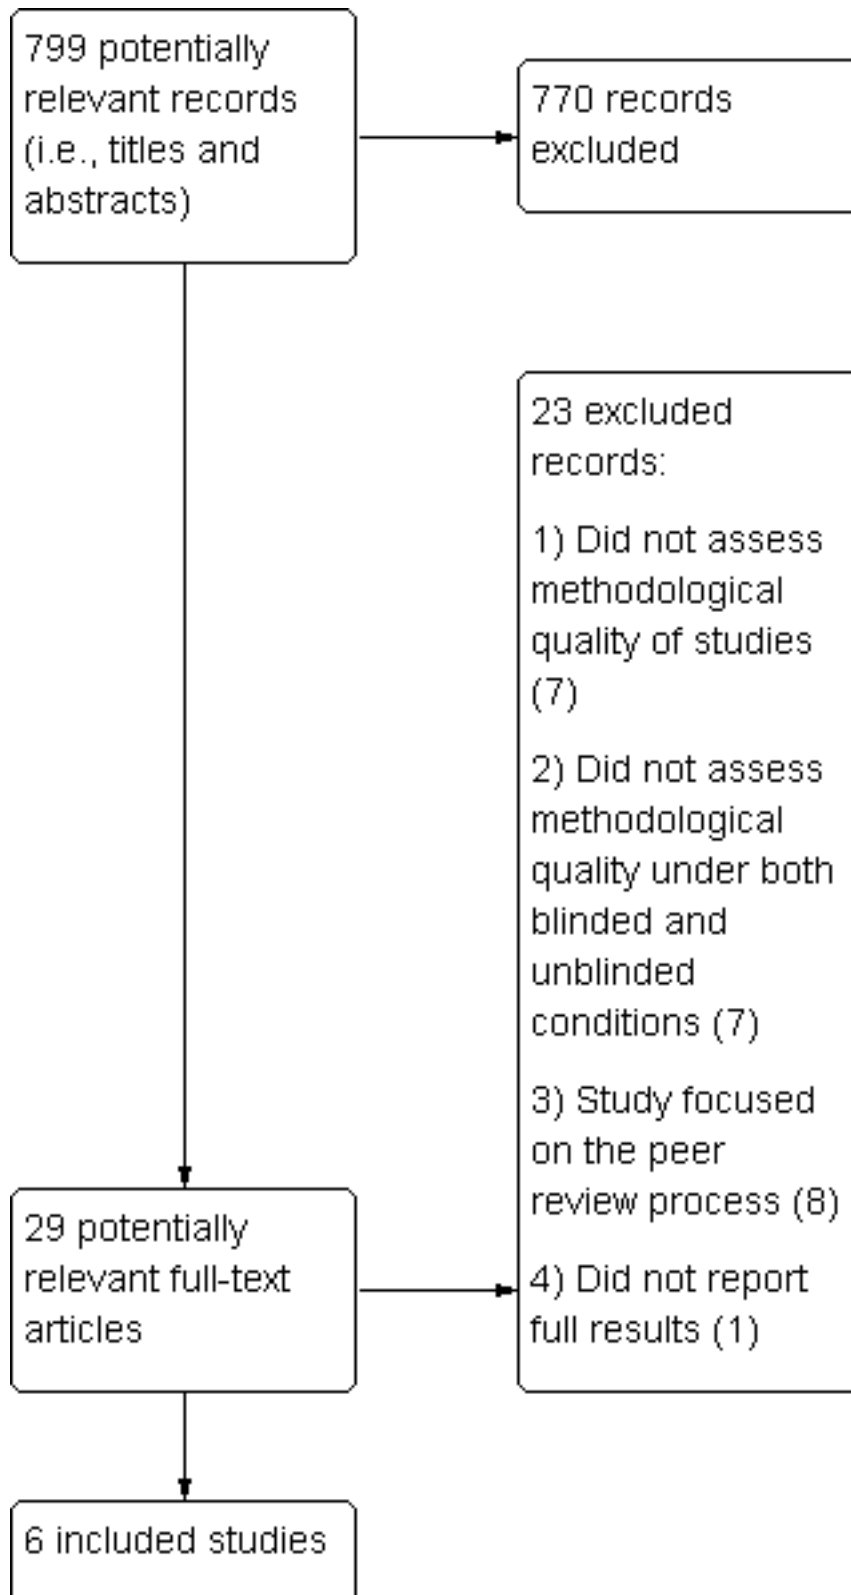 799 potentially
relevant records
(i.e., titles and
abstracts)
770 records
excluded
23 excluded
records:
1) Did not assess
methodological
quality of studies
(7)
2) Did not assess
methodological
quality under both
blinded and
unblinded
conditions (7)
3) Study focused
on the peer
review process (8)
4) Did not report
full results (1)
29 potentially
relevant full-text
articles
6 included studies